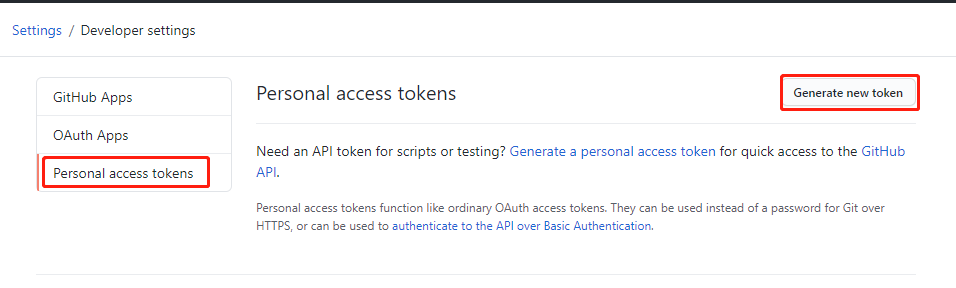 Settings / Developer settings
GitHub Apps
OAuth Apps
Personal access tokens
Personal access tokens
Generate new token
Need an API token for scripts or testing? Generate a personal access token for quick access to the GitHub
API.
Personal access tokens function like ordinary OAuth access tokens. They can be used instead of a password for Git over
HTTPS, or can be used to authenticate to the API over Basic Authentication.